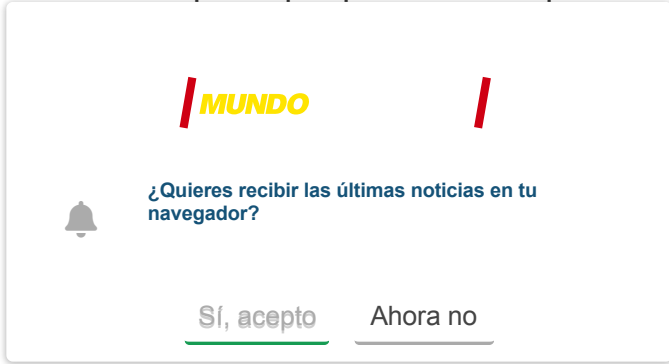 MUNDO
¿Quieres recibir las últimas noticias en tu
navegador?
Sí, acepto
Ahora no